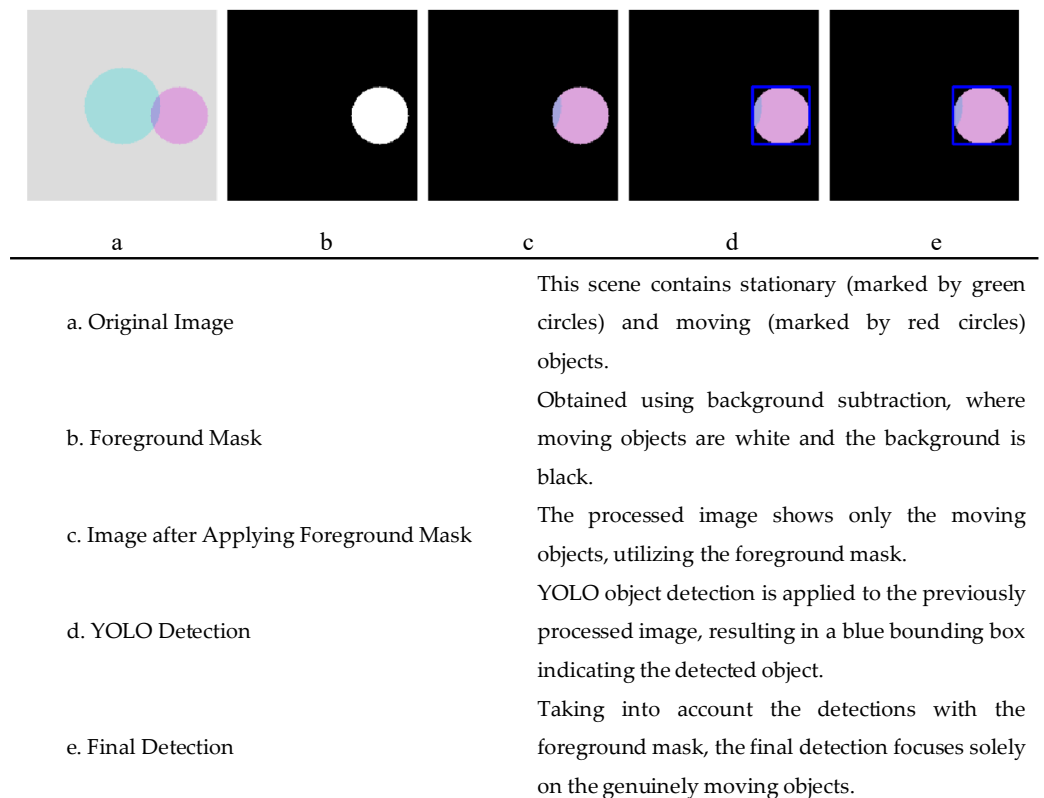 a b c d e
a. Original Image
This scene contains stationary (marked by green
circles) and moving (marked by red circles)
objects.
b. Foreground Mask
Obtained using background subtraction, where
moving objects are white and the background is
black.
c. Image after Applying Foreground Mask
The processed image shows only the moving
objects, utilizing the foreground mask.
d. YOLO Detection
YOLO object detection is applied to the previously
processed image, resulting in a blue bounding box
indicating the detected object.
e. Final Detection
Taking into account the detections with the
foreground mask, the final detection focuses solely
on the genuinely moving objects.